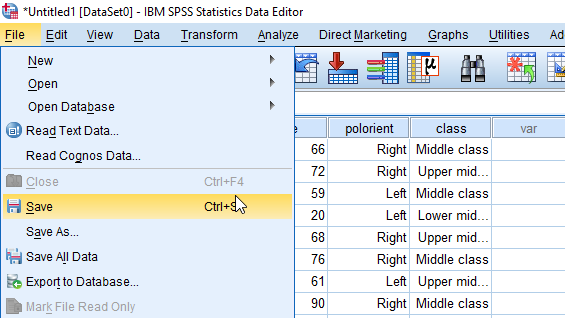 *Untitled1 [DataSet0] - IBM SPSS Statistics Data Editor
File Edit View Data Transform Analyze Direct Marketing Graphs Utilities Ad
New
Open
Open Database
Read Text Data...
Read Cognos Data...
Close Ctrl+F4
Save Ctrl+S
Save As...
Save All Data
Export to Database...
Mark File Read Only
e polorient class var
66 Right Middle class
72 Right Upper mid...
59 Left Middle class
20 Left Lower mid...
68 Right Upper mid...
76 Right Middle class
61 Left Upper mid...
90 Right Middle class